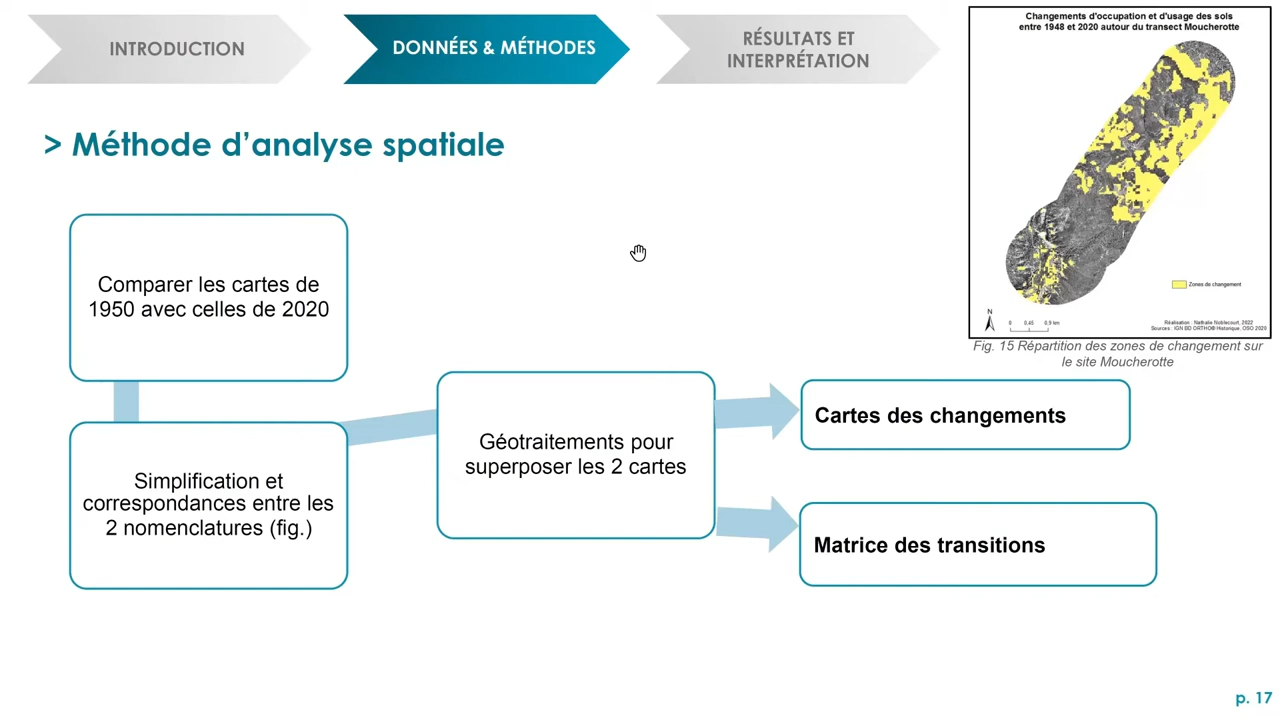 INTRODUCTION
DONNÉES & MÉTHODES
RÉSULTATS ET
INTERPRÉTATION
Changements d'occupation et d'usage des sols
entre 1948 et 2020 autour du transect Moucherotte
Zones de changement
N
0 0,45 0,9 km
Réalisation : Nathalie Noblecourt, 2022
Sources : IGN BD ORTHO® Historique, OSO 2020
Fig. 15 Répartition des zones de changement sur
le site Moucherotte
> Méthode d’analyse spatiale
Comparer les cartes de
1950 avec celles de 2020
Simplification et
correspondances entre les
2 nomenclatures (fig.)
Géotraitements pour
superposer les 2 cartes
Cartes des changements
Matrice des transitions
p. 17